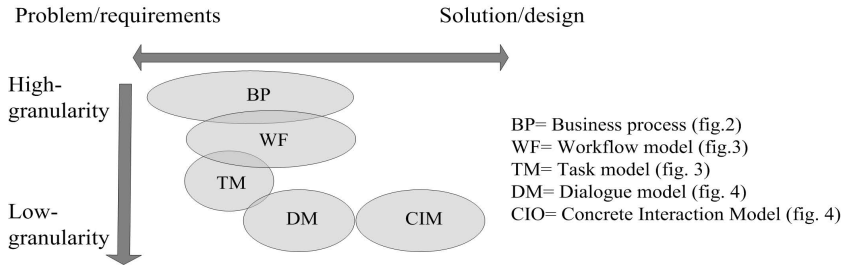 Problem/requirements
Solution/design
High-
granularity
BP
WF
TM
DM
CIM
Low-
granularity
BP= Business process (fig.2)
WF= Workflow model (fig.3)
TM= Task model (fig. 3)
DM= Dialogue model (fig. 4)
CIO= Concrete Interaction Model (fig. 4)